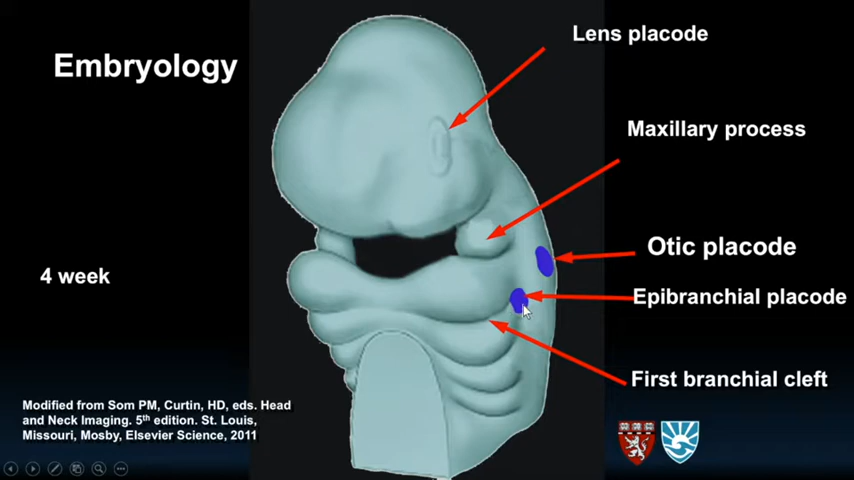 Embryology
Lens placode
Maxillary process
4 week
Otic placode
Epibranchial placode
First branchial cleft
Modified from Som PM, Curtin, HD, eds. Head
and Neck Imaging. 5th edition. St. Louis,
Missouri, Mosby, Elsevier Science, 2011